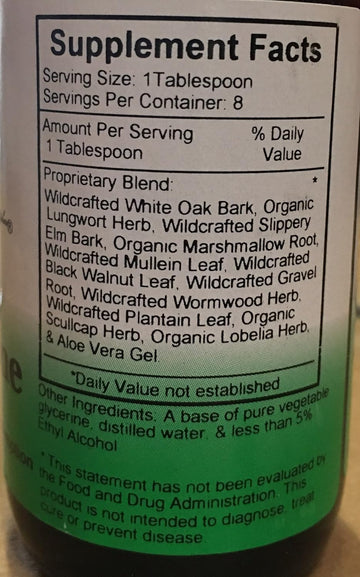 Supplement Facts
Serving Size: 1Tablespoon
Servings Per Container: 8
Amount Per Serving % Daily
1 Tablespoon Value
Proprietary Blend: *
Wildcrafted White Oak Bark, Organic
Lungwort Herb, Wildcrafted Slippery
Elm Bark, Organic Marshmallow Root,
Wildcrafted Mullein Leaf, Wildcrafted
Black Walnut Leaf, Wildcrafted Gravel
Root, Wildcrafted Wormwood Herb,
Wildcrafted Plantain Leaf, Organic
Scullcap Herb, Organic Lobelia Herb,
& Aloe Vera Gel
*Daily Value not established
Other Ingredients: A base of pure vegetable
glycerine, distilled water, & less than 5%
Ethyl Alcohol
* This statement has not been evaluated by
the Food and Drug Administration. This
product is not intended to diagnose, treat
cure or prevent disease.